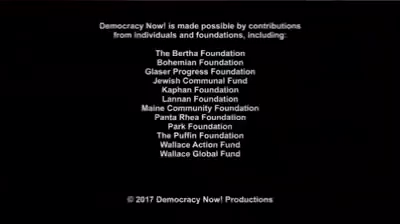 Democracy Now! is made possible by contributions
from individuals and foundations, including:
The Bertha Foundation
Bohemian Foundation
Glaser Progress Foundation
Jewish Communal Fund
Kaphan Foundation
Lannan Foundation
Maine Community Foundation
Panta Rhea Foundation
Park Foundation
The Puffin Foundation
Wallace Action Fund
Wallace Global Fund
© 2017 Democracy Now! Productions